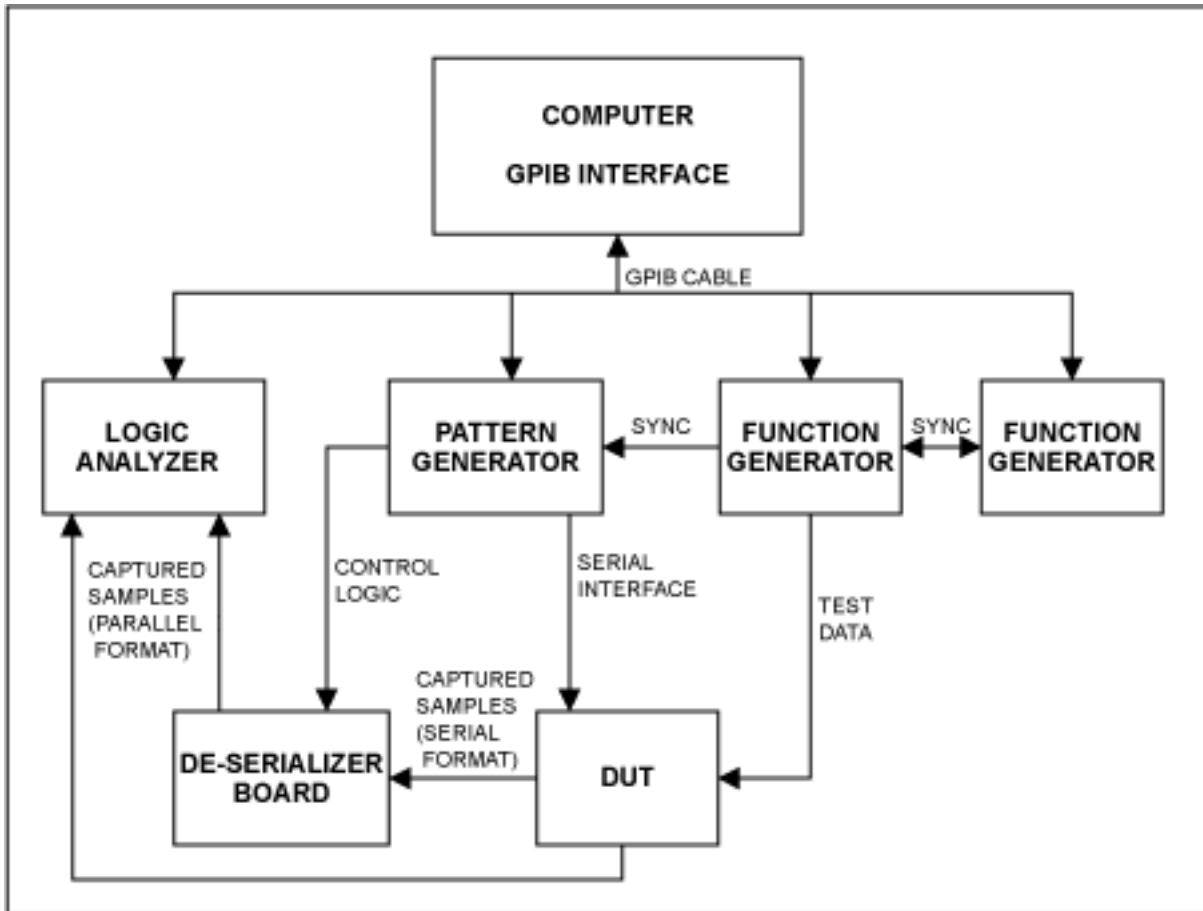 COMPUTER
GPIB INTERFACE
GPIB CABLE
LOGIC
ANALYZER
PATTERN
GENERATOR
SYNC
FUNCTION
GENERATOR
SYNC
FUNCTION
GENERATOR
CAPTURED
SAMPLES
(PARALLEL
FORMAT)
CONTROL
LOGIC
SERIAL
INTERFACE
TEST
DATA
CAPTURED
SAMPLES
(SERIAL
FORMAT)
DE-SERIALIZER
BOARD
DUT